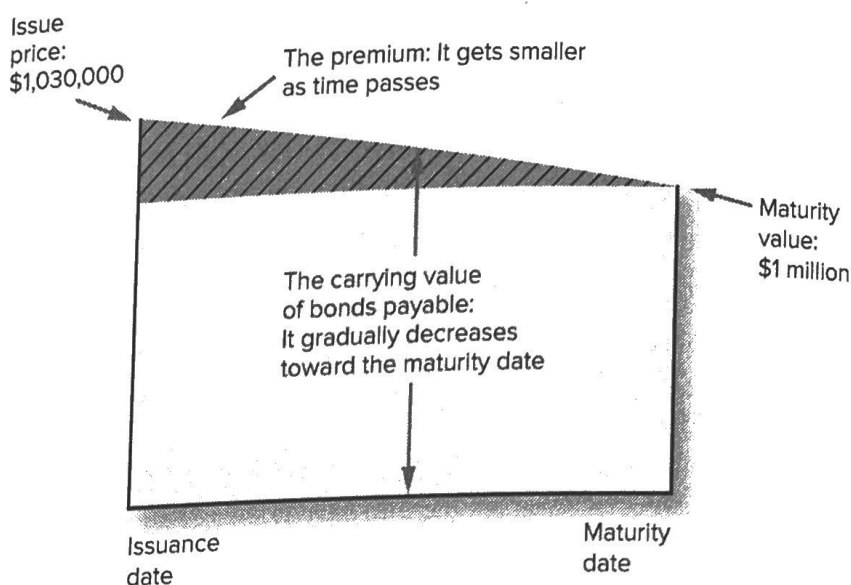 Issue
price:
$1,030,000
The premium: It gets smaller
as time passes
Maturity
value:
$1 million
The carrying value
of bonds payable:
It gradually decreases
toward the maturity date
Issuance
date
Maturity
date